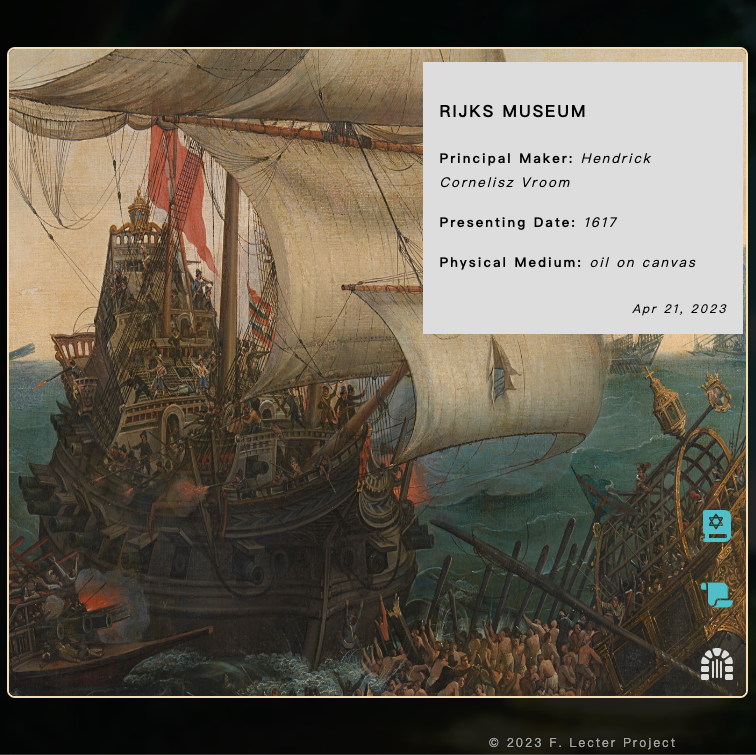 RIJKS MUSEUM
Principal Maker: Hendrick
Cornelisz Vroom
Presenting Date: 1617
Physical Medium: oil on canvas
Apr 21, 2023
© 2023 F. Lecter Project